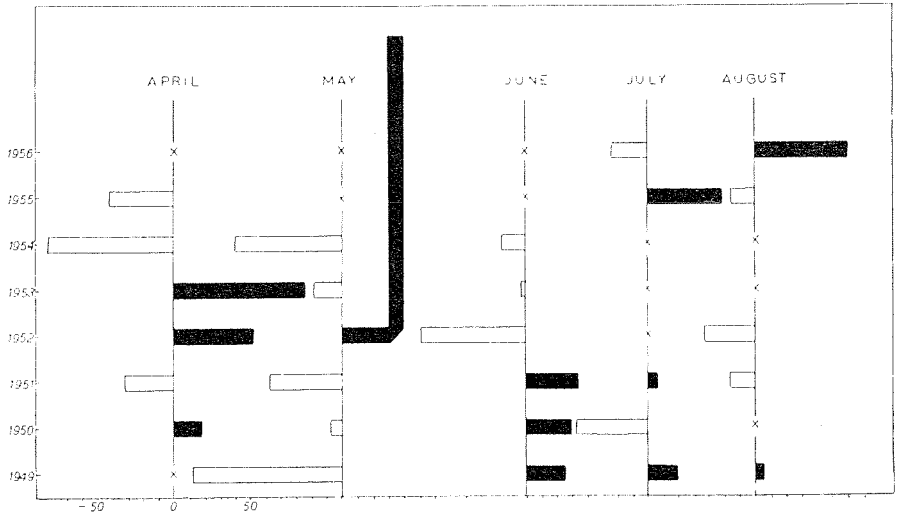 APRIL MAY JUNE JULY AUGUST
1956 x x x
1955 x x
1954 x x
1953 x x
1952 x
1951
1950 x
1949 x
-50 0 50